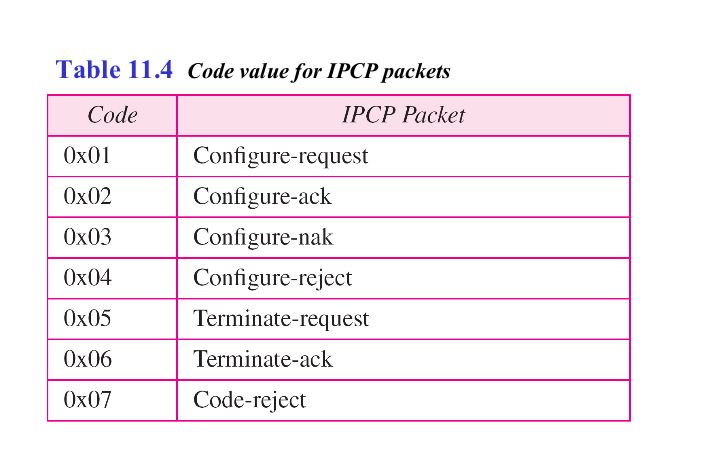 Table 11.4 Code value for IPCP packets
Code IPCP Packet
0x01 Configure-request
0x02 Configure-ack
0x03 Configure-nak
0x04 Configure-reject
0x05 Terminate-request
0x06 Terminate-ack
0x07 Code-reject